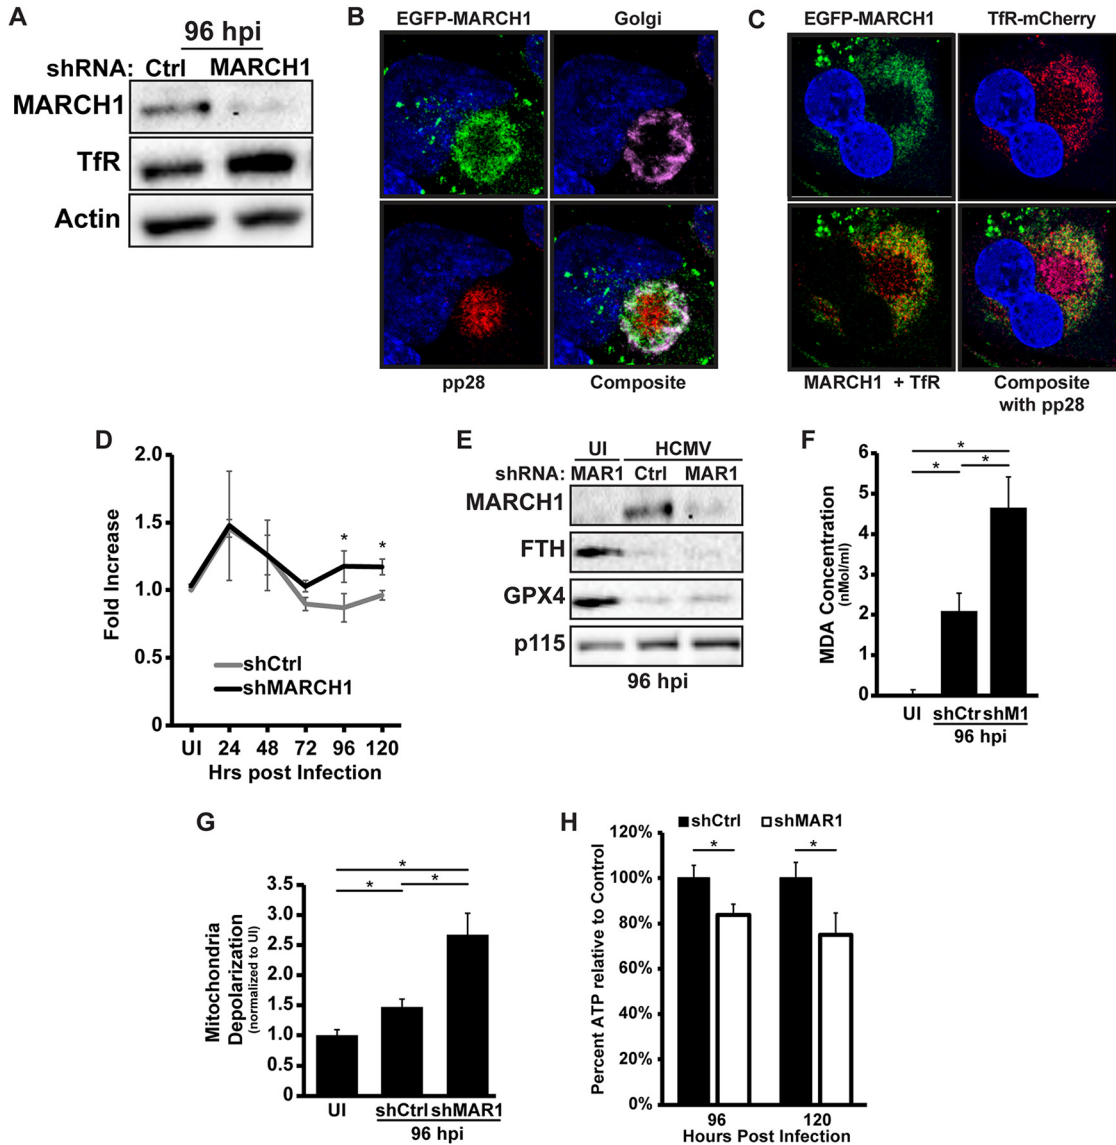 A
96 hpi
shRNA: Ctrl MARCH1
MARCH1
TfR
Actin
B
EGFP-MARCH1 Golgi
pp28 Composite
C
EGFP-MARCH1 TfR-mCherry
MARCH1 + TfR Composite
with pp28
D
Fold Increase
2.0
1.5
1.0
0.5
0
* *
shCtrl
shMARCH1
UI 24 48 72 96 120
Hrs post Infection
E
UI HCMV
shRNA: MAR1 Ctrl MAR1
MARCH1
FTH
GPX4
p115
96 hpi
F
MDA Concentration
(nMol/ml)
6
5
4
3
2
1
0
*
* *
UI shCtr shM1
96 hpi
G
Mitochondria
Depolarization
(normalized to UI)
3.5
3.0
2.5
2.0
1.5
1.0
0.5
0
*
* *
UI shCtrl shMAR1
96 hpi
H
shCtrl shMAR1
Percent ATP relative to Control
120%
100%
80%
60%
40%
20%
0%
* *
96 120
Hours Post Infection